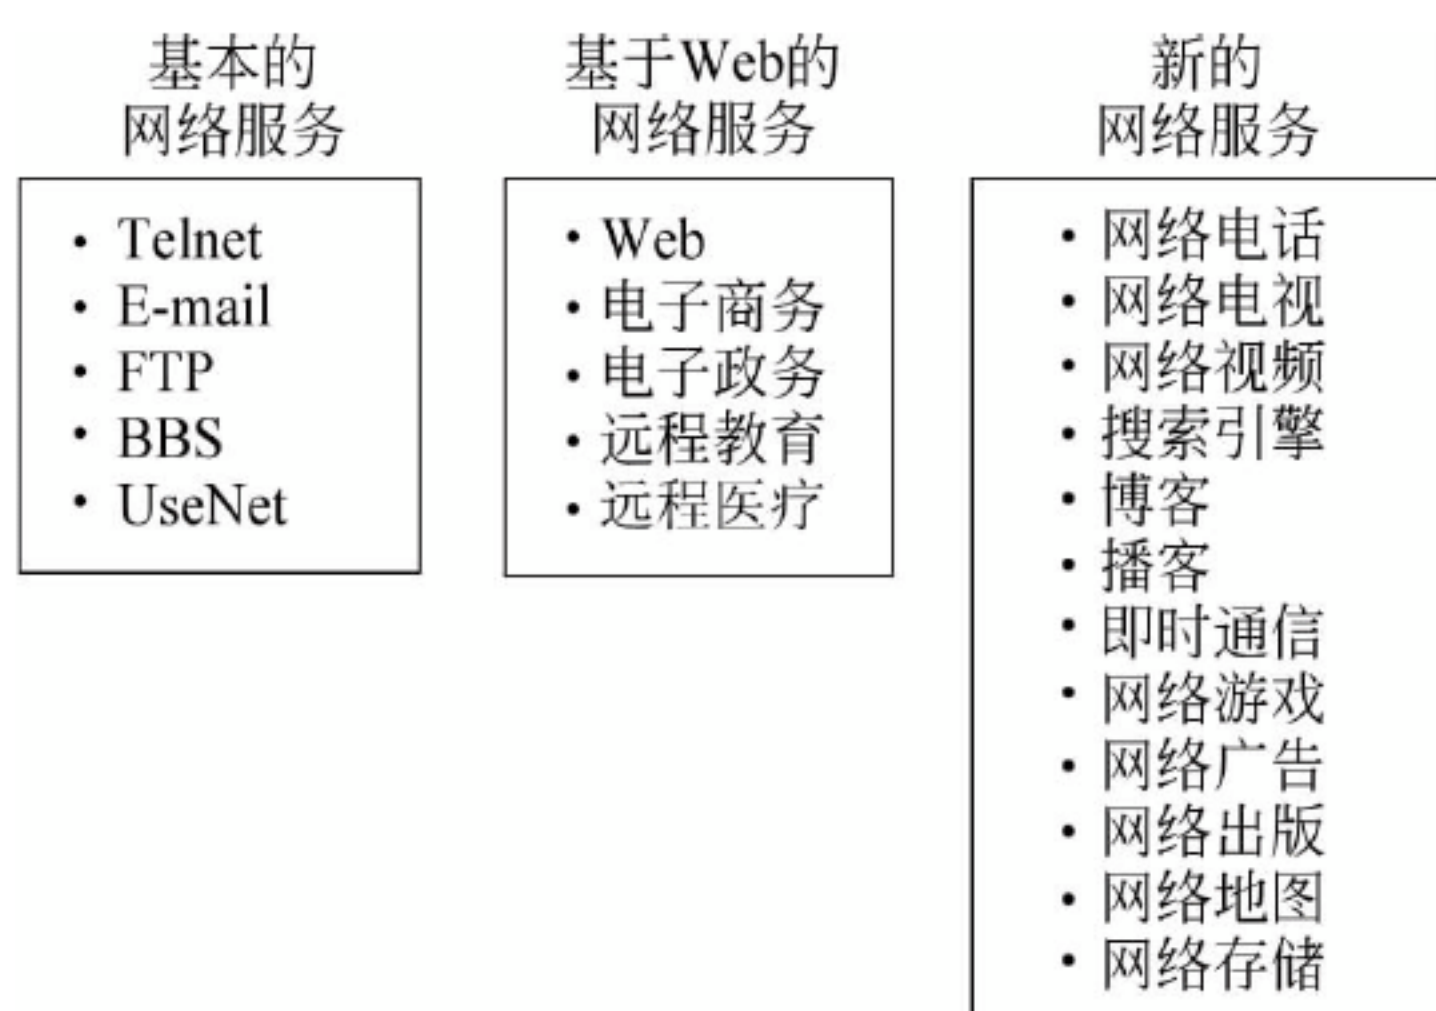 基本的
网络服务
• Telnet
• E-mail
• FTP
• BBS
• UseNet
基于Web的
网络服务
• Web
• 电子商务
• 电子政务
• 远程教育
• 远程医疗
新的
网络服务
• 网络电话
• 网络电视
• 网络视频
• 搜索引擎
• 博客
• 播客
• 即时通信
• 网络游戏
• 网络广告
• 网络出版
• 网络地图
• 网络存储